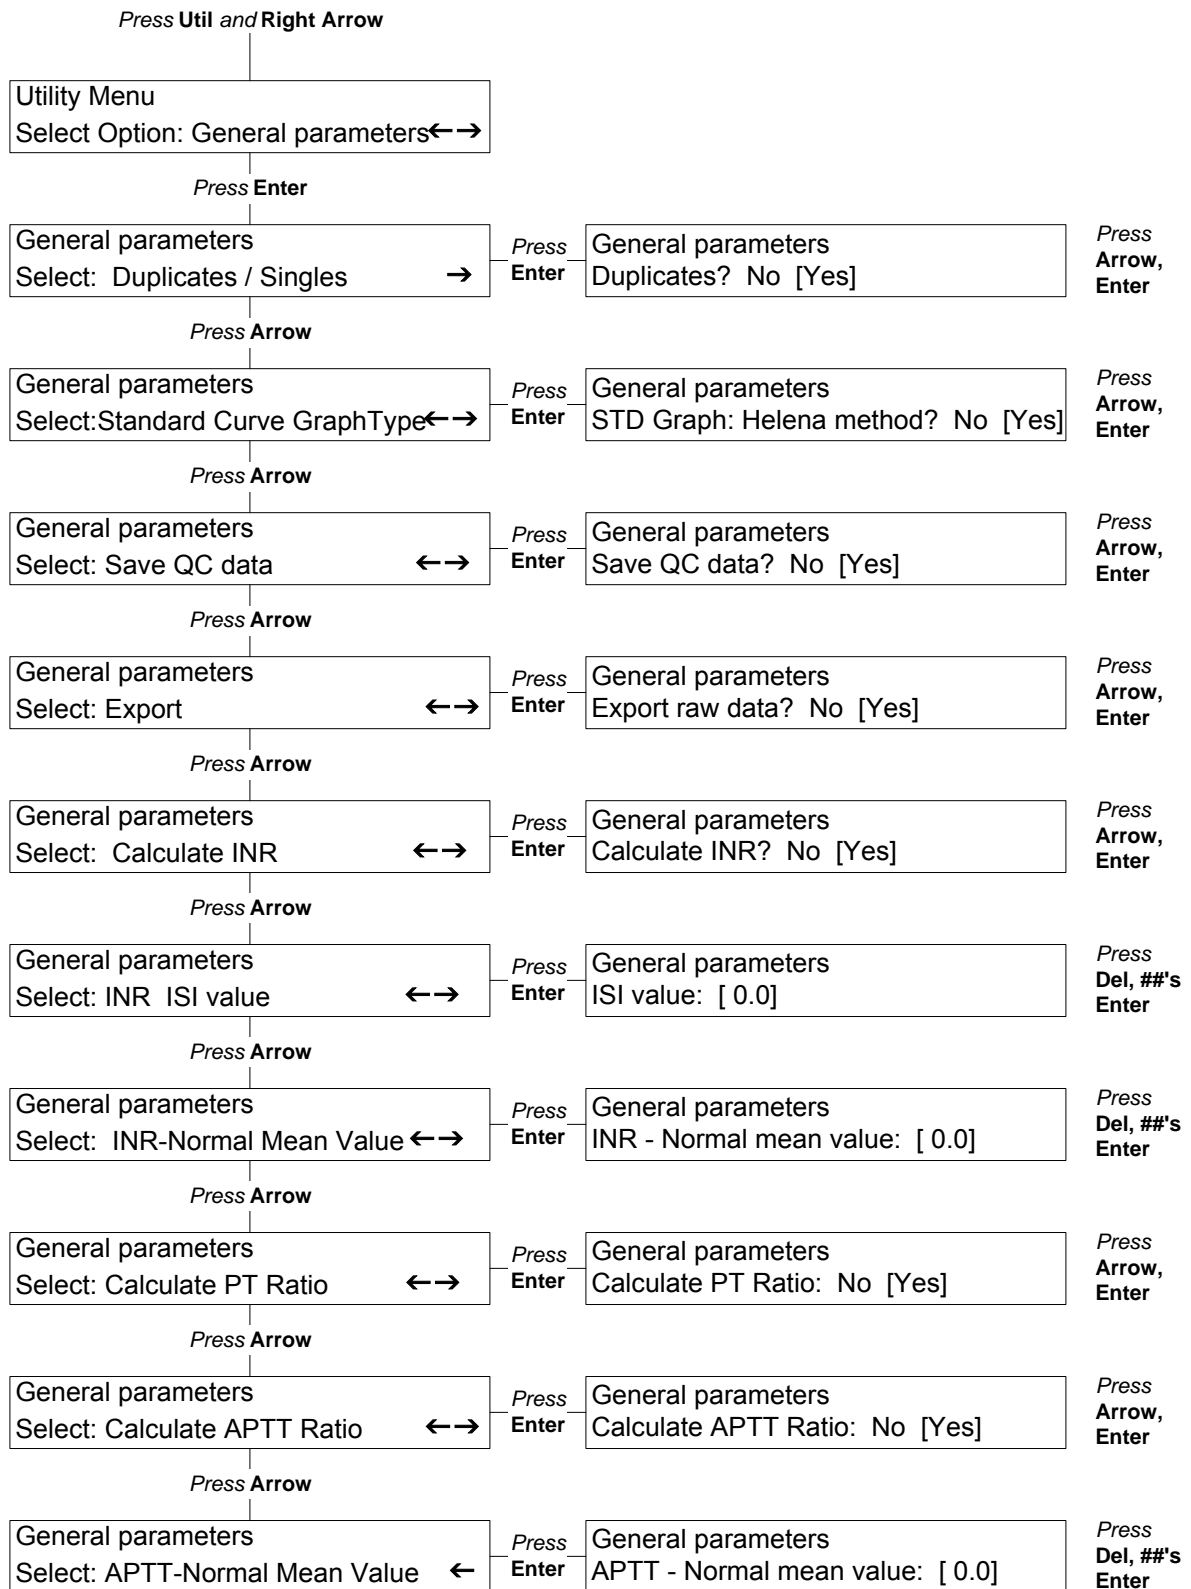 Press Util and Right Arrow
Utility Menu
Select Option: General parameters←→
Press Enter
General parameters
Select: Duplicates / Singles →
Press
Enter
General parameters
Duplicates? No [Yes]
Press
Arrow,
Enter
Press Arrow
General parameters
Select:Standard Curve GraphType←→
Press
Enter
General parameters
STD Graph: Helena method? No [Yes]
Press
Arrow,
Enter
Press Arrow
General parameters
Select: Save QC data ←→
Press
Enter
General parameters
Save QC data? No [Yes]
Press
Arrow,
Enter
Press Arrow
General parameters
Select: Export ←→
Press
Enter
General parameters
Export raw data? No [Yes]
Press
Arrow,
Enter
Press Arrow
General parameters
Select: Calculate INR ←→
Press
Enter
General parameters
Calculate INR? No [Yes]
Press
Arrow,
Enter
Press Arrow
General parameters
Select: INR ISI value ←→
Press
Enter
General parameters
ISI value: [ 0.0]
Press
Del, ##'s
Enter
Press Arrow
General parameters
Select: INR-Normal Mean Value ←→
Press
Enter
General parameters
INR - Normal mean value: [ 0.0]
Press
Del, ##'s
Enter
Press Arrow
General parameters
Select: Calculate PT Ratio ←→
Press
Enter
General parameters
Calculate PT Ratio: No [Yes]
Press
Arrow,
Enter
Press Arrow
General parameters
Select: Calculate APTT Ratio ←→
Press
Enter
General parameters
Calculate APTT Ratio: No [Yes]
Press
Arrow,
Enter
Press Arrow
General parameters
Select: APTT-Normal Mean Value ←
Press
Enter
General parameters
APTT - Normal mean value: [ 0.0]
Press
Del, ##'s
Enter